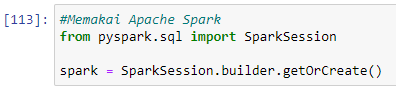 [113]: #Memakai Apache Spark
from pyspark.sql import SparkSession

spark = SparkSession.builder.getOrCreate()